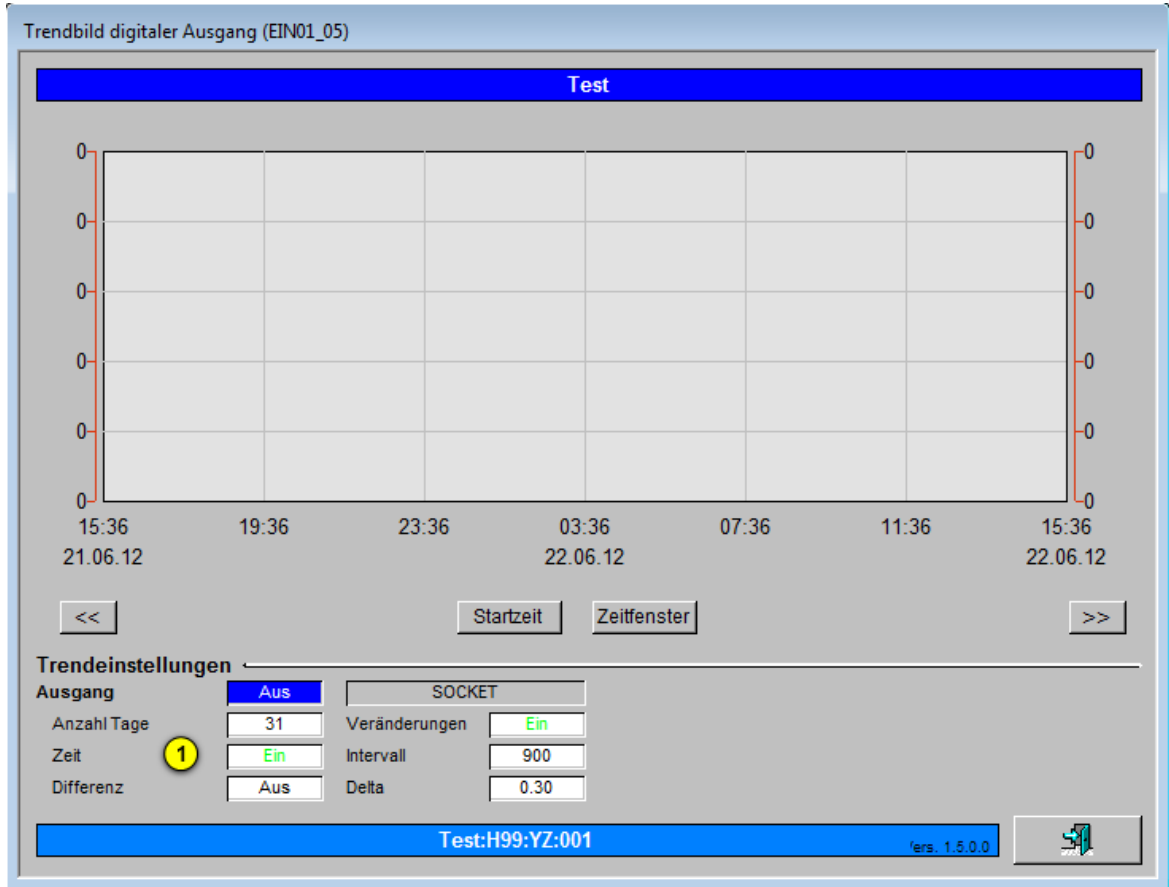 Trendbild digitaler Ausgang (EIN01_05)
Test
0 0
0 0
0 0
0 0
0 0
0 0
15:36 19:36 23:36 03:36 07:36 11:36 15:36
21.06.12 22.06.12 22.06.12
<< Startzeit Zeitfenster >>
Trendeinstellungen
Ausgang Aus SOCKET
Anzahl Tage 31 Veränderungen Ein
Zeit 1 Ein Intervall 900
Differenz Aus Delta 0.30
Test:H99:YZ:001 ers. 1.5.0.0